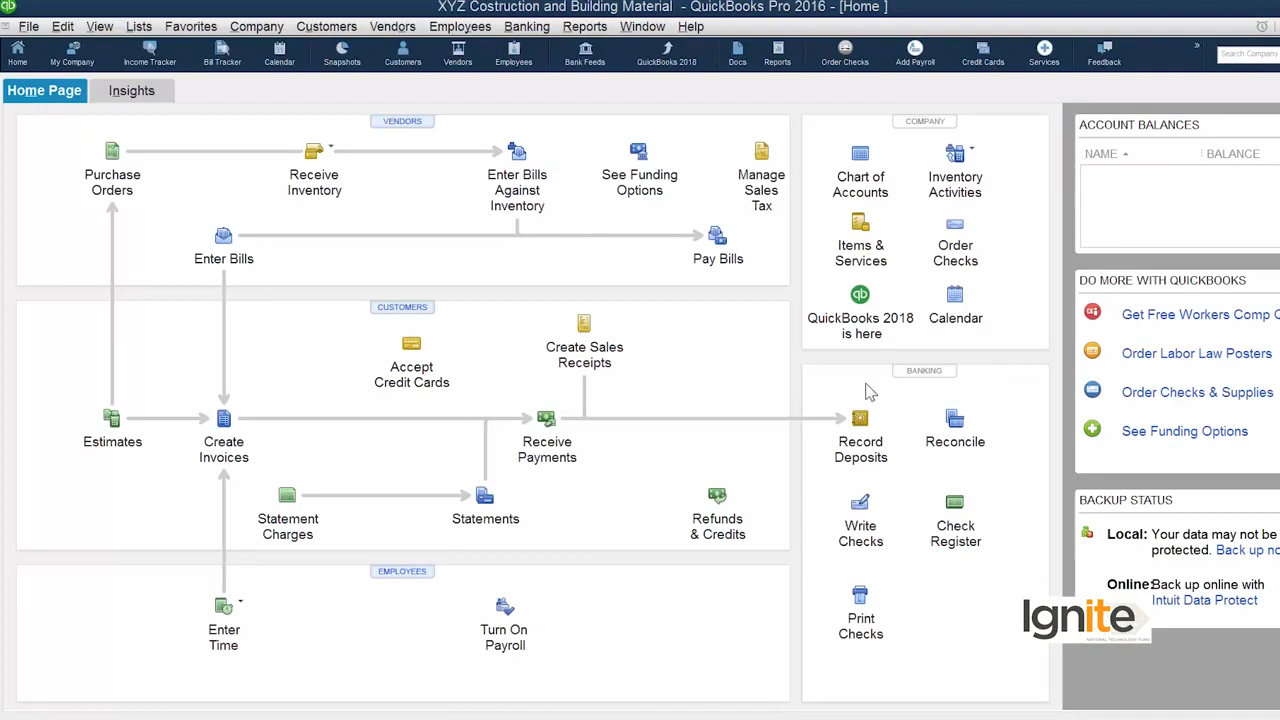 XYZ Costruction and Building Material - QuickBooks Pro 2016 - [Home ]
File Edit View Lists Favorites Company Customers Vendors Employees Banking Reports Window Help
Home My Company Income Tracker Bill Tracker Calendar Snapshots Customers Vendors Employees Bank Feeds QuickBooks 2018 Docs Reports Order Checks Add Payroll Credit Cards Services Feedback
Search Company
Home Page Insights
VENDORS
Purchase
Orders
Receive
Inventory
Enter Bills
Against
Inventory
See Funding
Options
Manage
Sales
Tax
Enter Bills
Pay Bills
CUSTOMERS
Create Sales
Receipts
Accept
Credit Cards
Estimates
Create
Invoices
Receive
Payments
Statement
Charges
Statements
Refunds
& Credits
EMPLOYEES
Enter
Time
Turn On
Payroll
COMPANY
Chart of
Accounts
Inventory
Activities
Items &
Services
Order
Checks
QuickBooks 2018
is here
Calendar
BANKING
Record
Deposits
Reconcile
Write
Checks
Check
Register
Print
Checks
ACCOUNT BALANCES
NAME BALANCE
DO MORE WITH QUICKBOOKS
Get Free Workers Comp
Order Labor Law Posters
Order Checks & Supplies
See Funding Options
BACKUP STATUS
Local: Your data may not be
protected. Back up no
Online: Back up online with
Intuit Data Protect
Ignite
NATIONAL TECHNOLOGY FUND